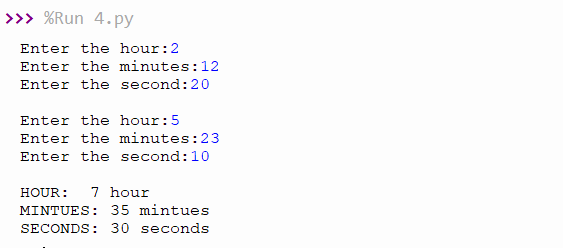 >>> %Run 4.py
Enter the hour:2
Enter the minutes:12
Enter the second:20
Enter the hour:5
Enter the minutes:23
Enter the second:10
HOUR:  7 hour
MINTUES: 35 mintues
SECONDS: 30 seconds